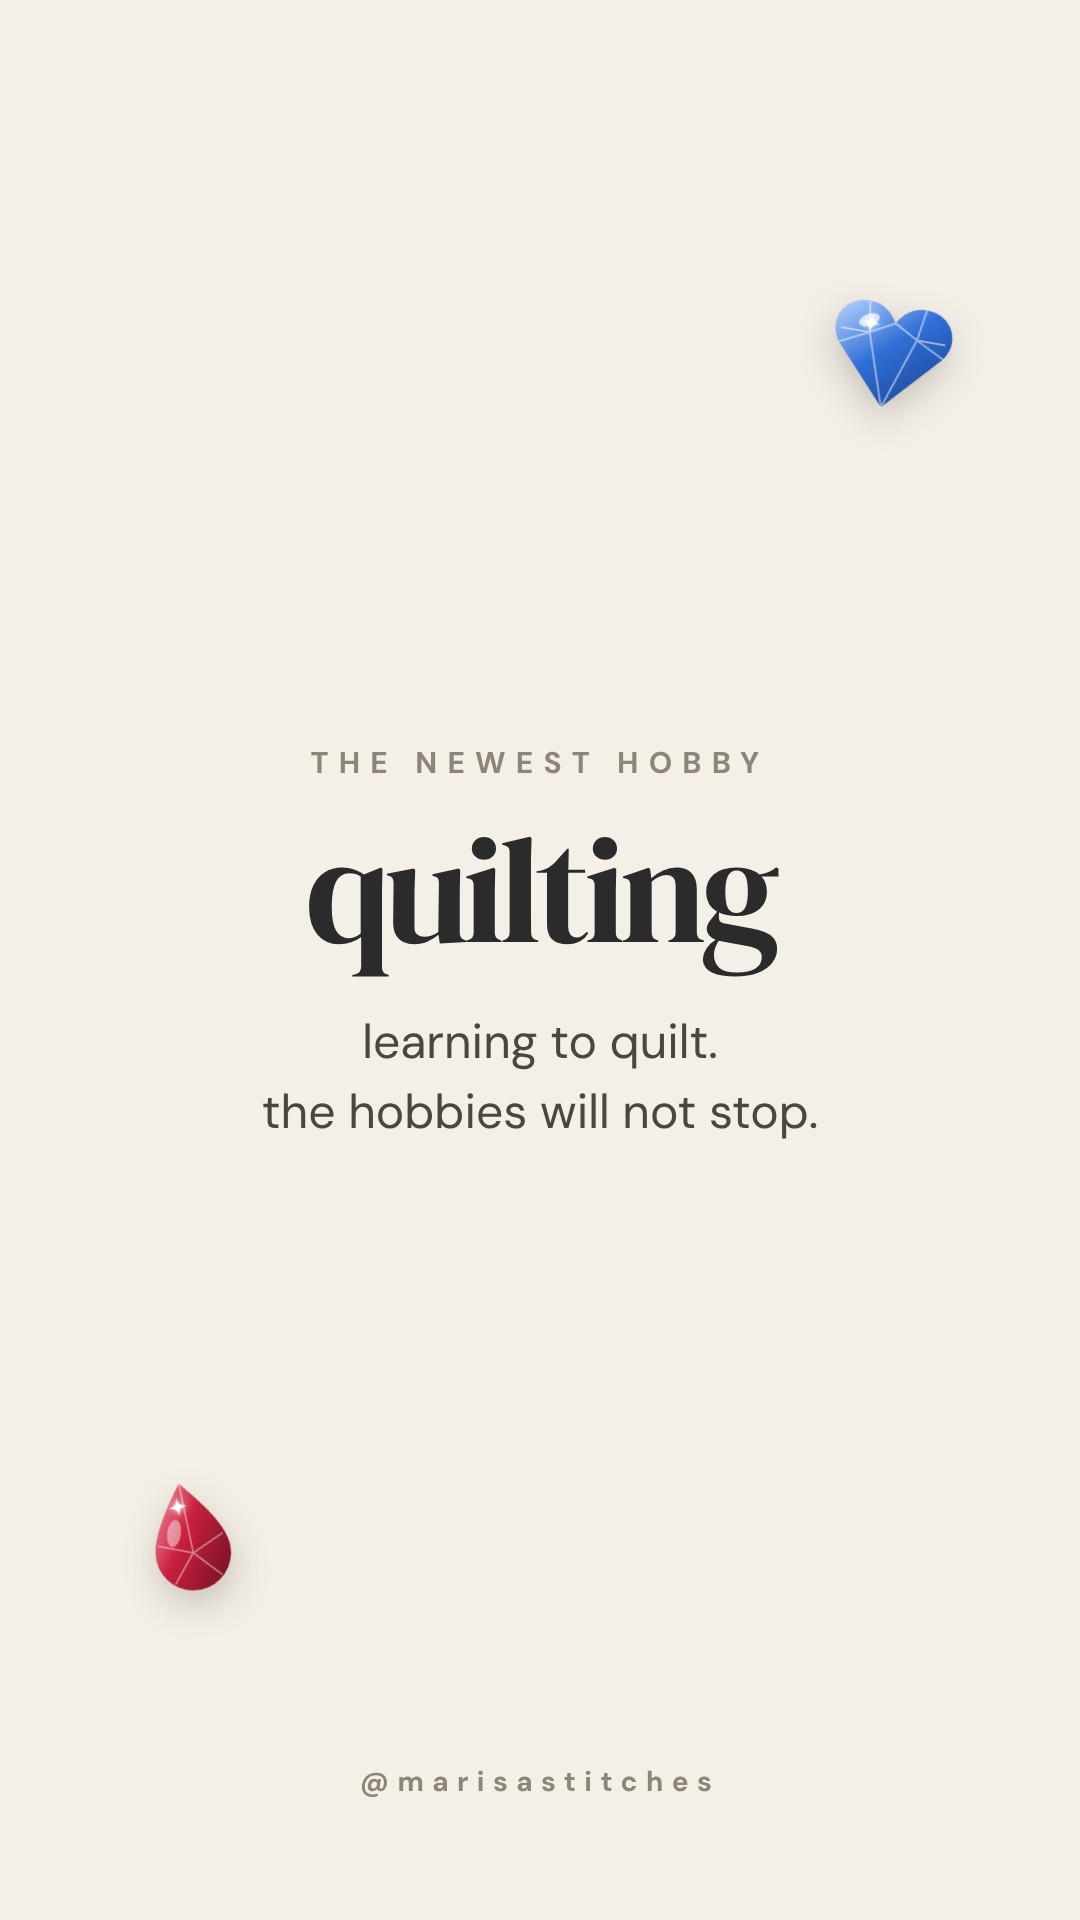 THE NEWEST HOBBY
quilting
learning to quilt.
the hobbies will not stop.
@marisastitches